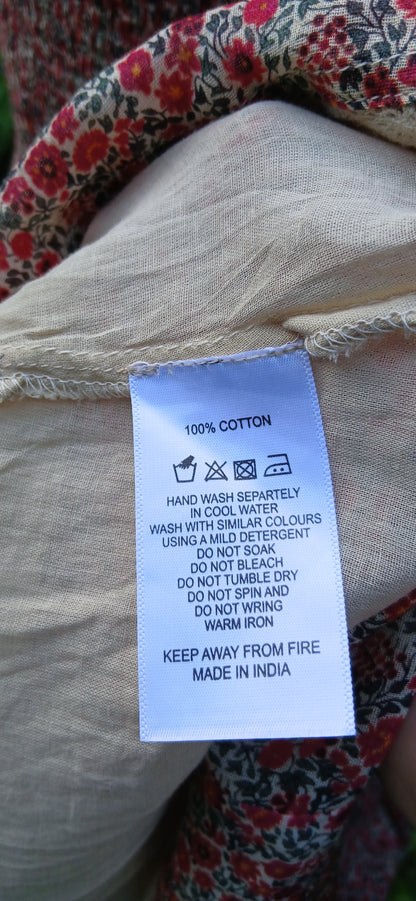 100% COTTON
HAND WASH SEPARTELY
IN COOL WATER
WASH WITH SIMILAR COLOURS
USING A MILD DETERGENT
DO NOT SOAK
DO NOT BLEACH
DO NOT TUMBLE DRY
DO NOT SPIN AND
DO NOT WRING
WARM IRON
KEEP AWAY FROM FIRE
MADE IN INDIA